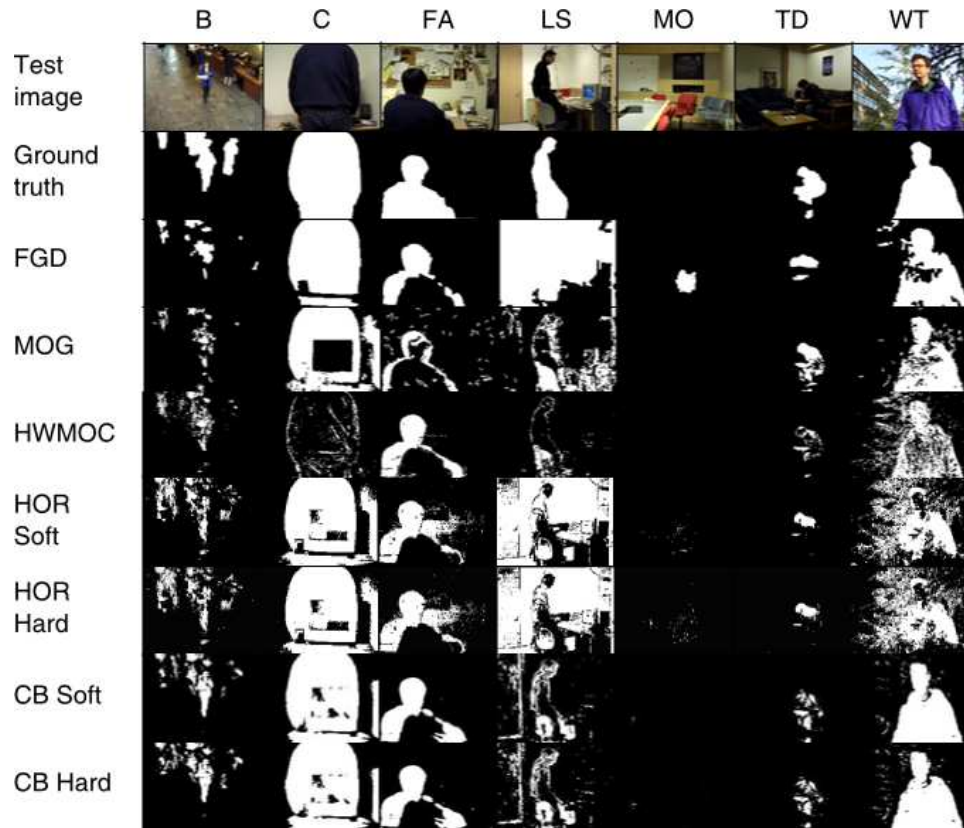 B C FA LS MO TD WT
Test
image
Ground
truth
FGD
MOG
HWMOC
HOR
Soft
HOR
Hard
CB Soft
CB Hard